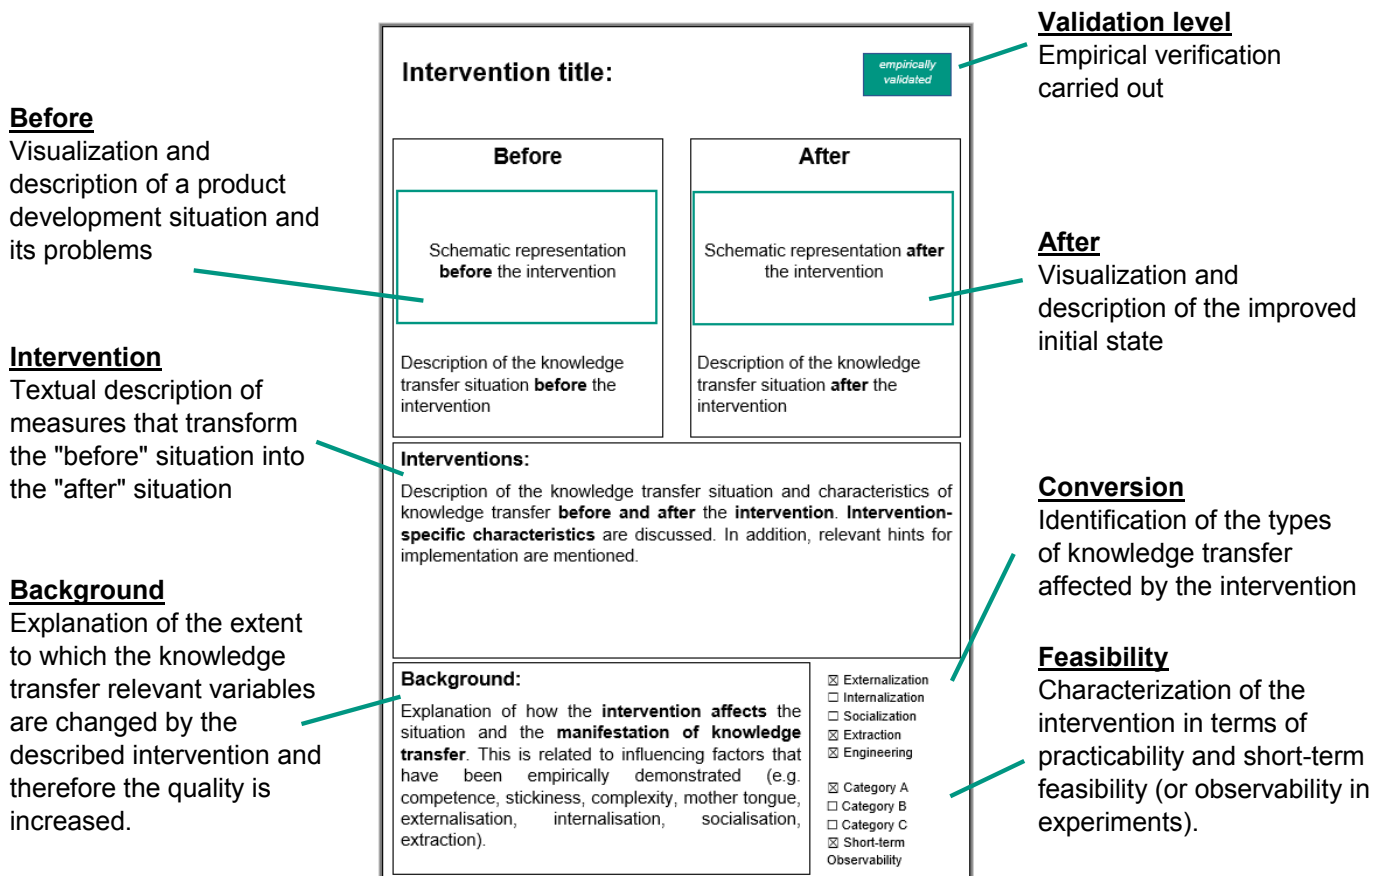 Before
Visualization and
description of a product
development situation and
its problems
Intervention
Textual description of
measures that transform
the "before" situation into
the "after" situation
Background
Explanation of the extent
to which the knowledge
transfer relevant variables
are changed by the
described intervention and
therefore the quality is
increased.
Intervention title:
empirically
validated
Before
Schematic representation
before the intervention
Description of the knowledge
transfer situation before the
intervention
After
Schematic representation after
the intervention
Description of the knowledge
transfer situation after the
intervention
Interventions:
Description of the knowledge transfer situation and characteristics of
knowledge transfer before and after the intervention. Intervention-
specific characteristics are discussed. In addition, relevant hints for
implementation are mentioned.
Background:
Explanation of how the intervention affects the
situation and the manifestation of knowledge
transfer. This is related to influencing factors that
have been empirically demonstrated (e.g.
competence, stickiness, complexity, mother tongue,
externalisation, internalisation, socialisation,
extraction).
☒ Externalization
☐ Internalization
☐ Socialization
☒ Extraction
☒ Engineering
☒ Category A
☐ Category B
☐ Category C
☒ Short-term
Observability
Validation level
Empirical verification
carried out
After
Visualization and
description of the improved
initial state
Conversion
Identification of the types
of knowledge transfer
affected by the intervention
Feasibility
Characterization of the
intervention in terms of
practicability and short-term
feasibility (or observability in
experiments).